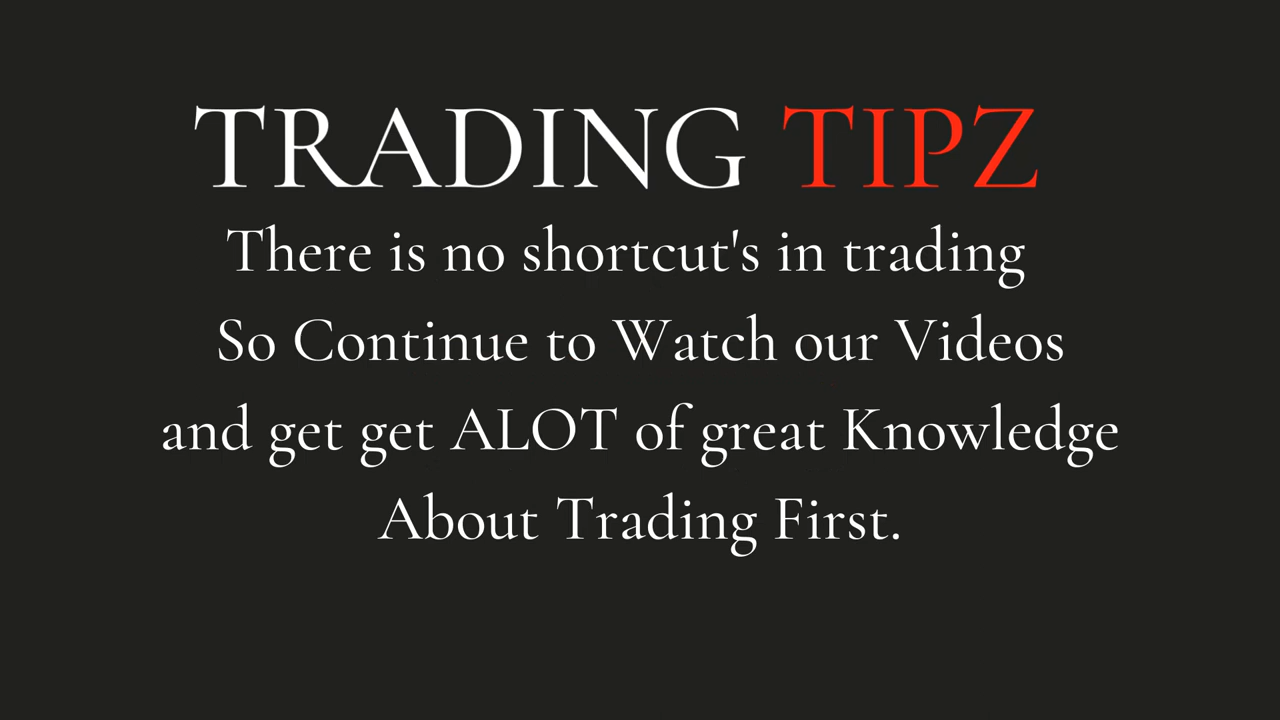 TRADING TIPZ
There is no shortcut's in trading
So Continue to Watch our Videos
and get get ALOT of great Knowledge
About Trading First.